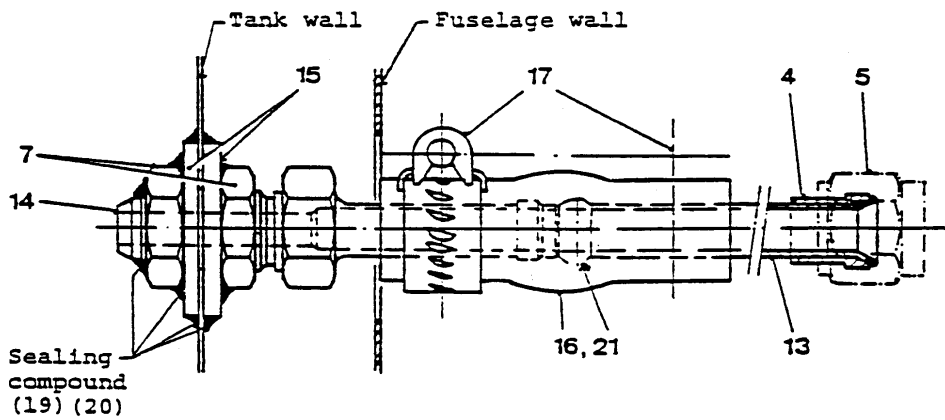 Tank wall
Fuselage wall
15
17
4
5
7
14
16,21
13
Sealing
compound
(19) (20)